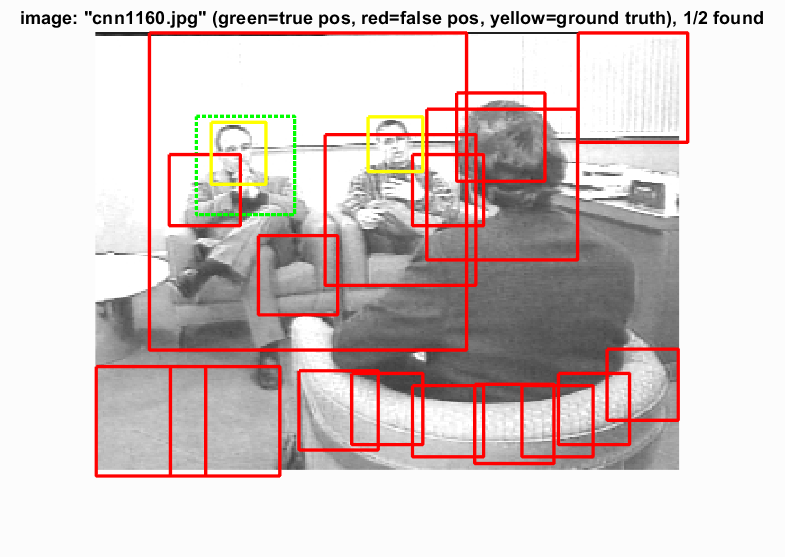 image: "cnn1160.jpg" (green=true pos, red=false pos, yellow=ground truth), 1/2 found